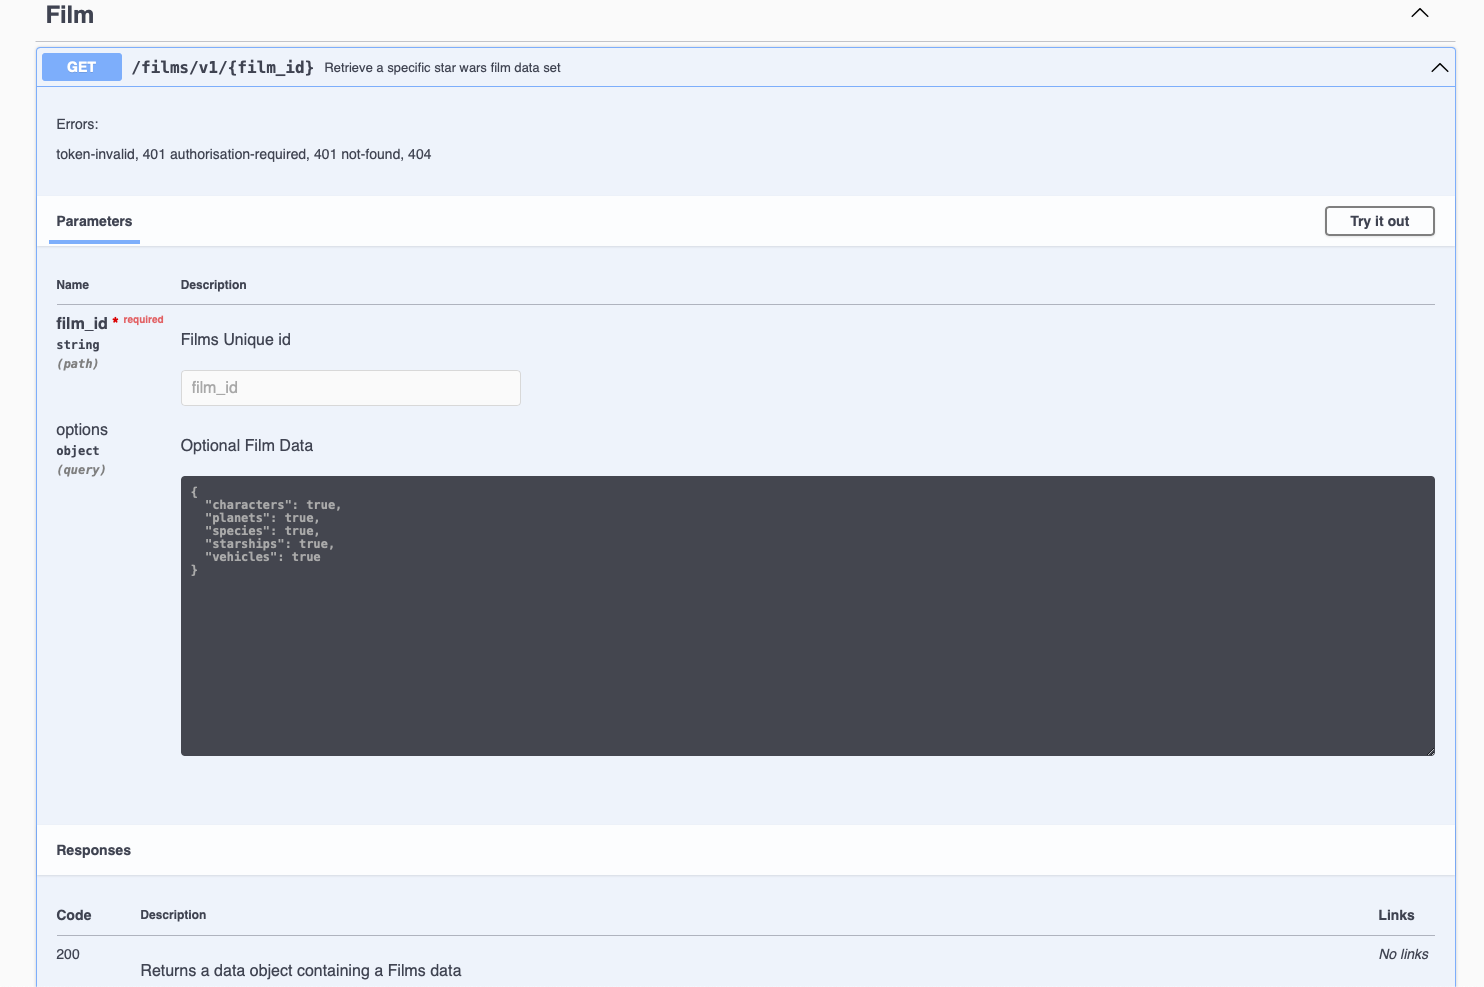 Film
GET /films/v1/{film_id} Retrieve a specific star wars film data set
Errors:
token-invalid, 401 authorisation-required, 401 not-found, 404
Parameters
Try it out
Name Description
film_id * required
string
(path)
Films Unique id
film_id
options
object
(query)
Optional Film Data
{
  "characters": true,
  "planets": true,
  "species": true,
  "starships": true,
  "vehicles": true
}
Responses
Code Description Links
200
Returns a data object containing a Films data
No links